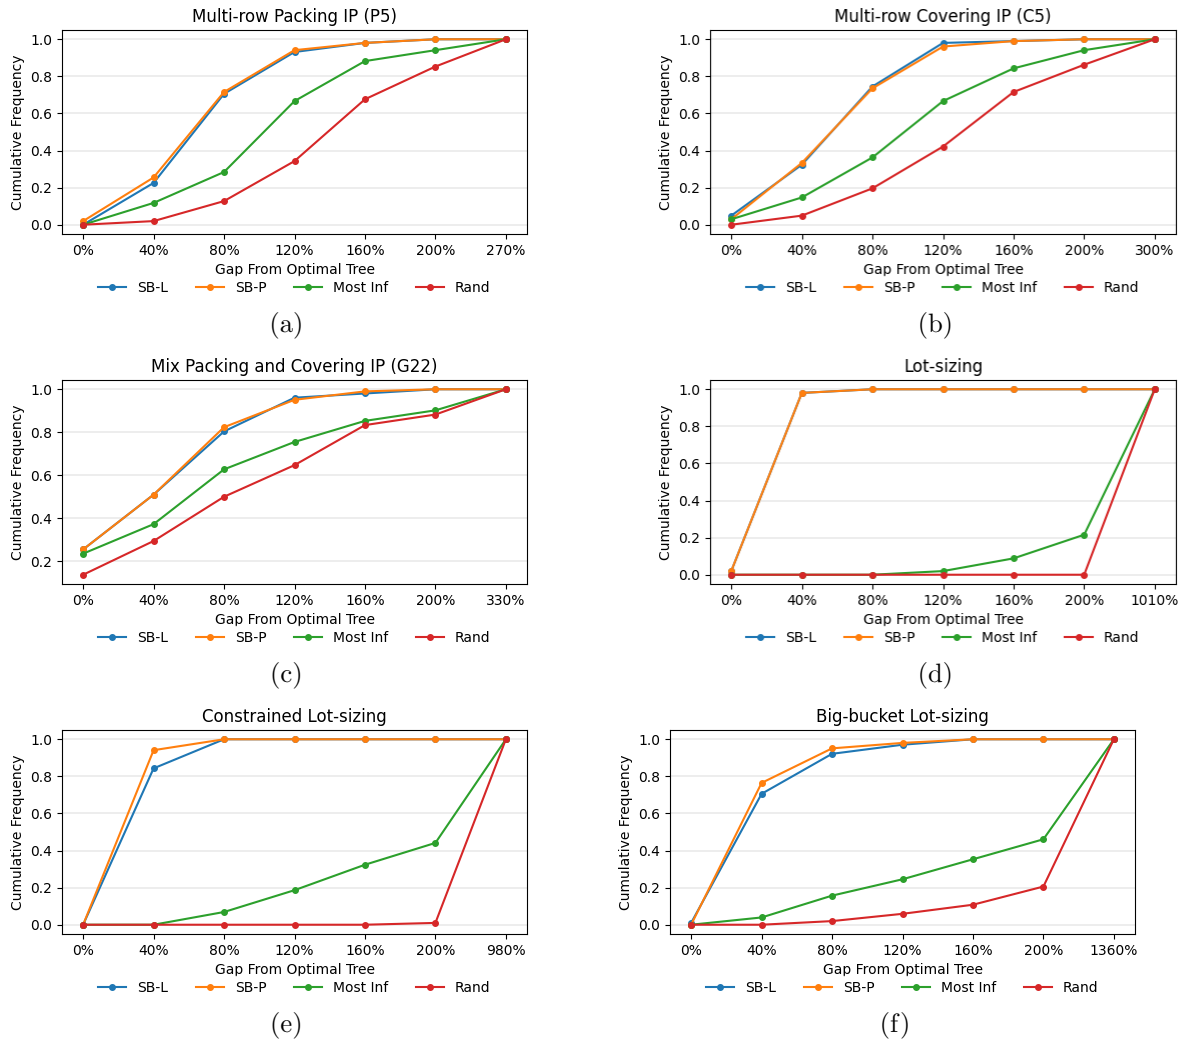 Multi-row Packing IP (P5)
Cumulative Frequency
1.0
0.8
0.6
0.4
0.2
0.0
0% 40% 80% 120% 160% 200% 270%
Gap From Optimal Tree
SB-L SB-P Most Inf Rand
(a)
Multi-row Covering IP (C5)
Cumulative Frequency
1.0
0.8
0.6
0.4
0.2
0.0
0% 40% 80% 120% 160% 200% 300%
Gap From Optimal Tree
SB-L SB-P Most Inf Rand
(b)
Mix Packing and Covering IP (G22)
Cumulative Frequency
1.0
0.8
0.6
0.4
0.2
0% 40% 80% 120% 160% 200% 330%
Gap From Optimal Tree
SB-L SB-P Most Inf Rand
(c)
Lot-sizing
Cumulative Frequency
1.0
0.8
0.6
0.4
0.2
0.0
0% 40% 80% 120% 160% 200% 1010%
Gap From Optimal Tree
SB-L SB-P Most Inf Rand
(d)
Constrained Lot-sizing
Cumulative Frequency
1.0
0.8
0.6
0.4
0.2
0.0
0% 40% 80% 120% 160% 200% 980%
Gap From Optimal Tree
SB-L SB-P Most Inf Rand
(e)
Big-bucket Lot-sizing
Cumulative Frequency
1.0
0.8
0.6
0.4
0.2
0.0
0% 40% 80% 120% 160% 200% 1360%
Gap From Optimal Tree
SB-L SB-P Most Inf Rand
(f)